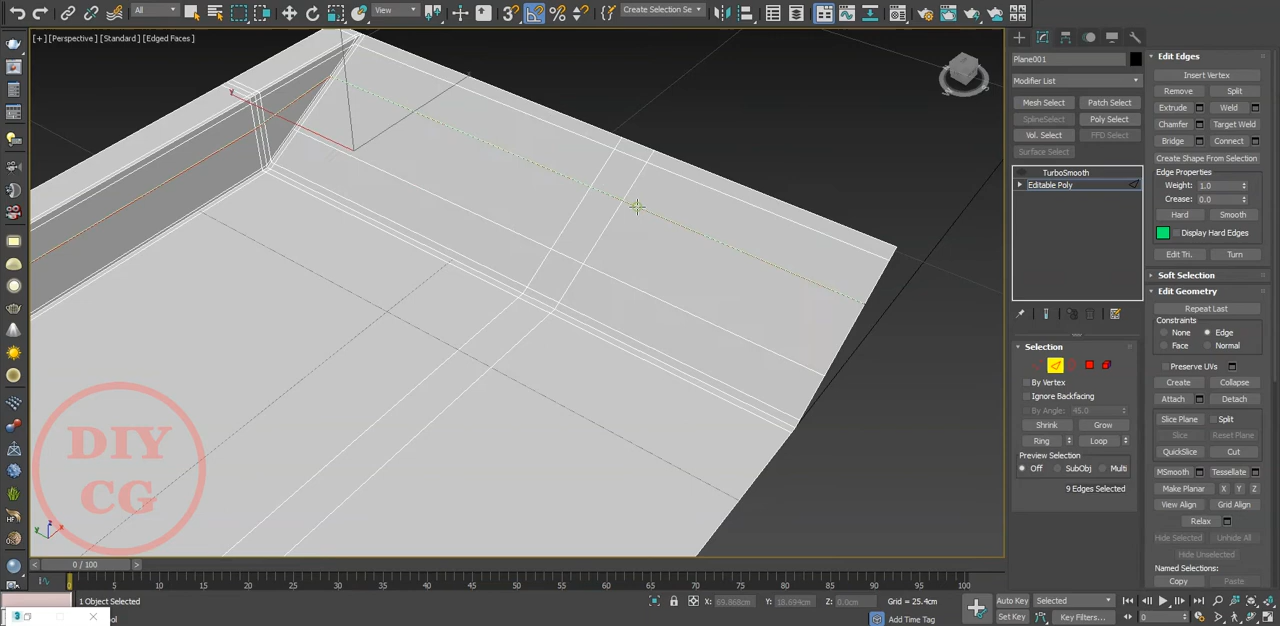 All
View
Create Selection Se
[+] [Perspective] [Standard] [Edged Faces]
Plane001
Modifier List
Mesh Select
Patch Select
SplineSelect
Poly Select
Vol. Select
FFD Select
Surface Select
TurboSmooth
Editable Poly
Selection
By Vertex
Ignore Backfacing
By Angle: 45.0
Shrink
Grow
Ring
Loop
Preview Selection
Off
SubObj
Multi
9 Edges Selected
Edit Edges
Insert Vertex
Remove
Split
Extrude
Weld
Chamfer
Target Weld
Bridge
Connect
Create Shape From Selection
Edge Properties
Weight: 1.0
Crease: 0.0
Hard
Smooth
Display Hard Edges
Edit Tri.
Turn
Soft Selection
Edit Geometry
Repeat Last
Constraints
None
Edge
Face
Normal
Preserve UVs
Create
Collapse
Attach
Detach
Slice Plane
Split
Slice
Reset Plane
QuickSlice
Cut
MSmooth
Tessellate
Make Planar
X
Y
Z
View Align
Grid Align
Relax
Hide Selected
Unhide All
Hide Unselected
Named Selections:
Copy
Paste
DIY
CG
y
z
x
y
0 / 100
0 5 10 15 20 25 30 35 40 45 50 55 60 65 70 75 80 85 90 95 100
1 Object Selected
X: 69.868cm
Y: 18.694cm
Z: 0.0cm
Grid = 25.4cm
Add Time Tag
Auto Key
Selected
Set Key
Key Filters...
0